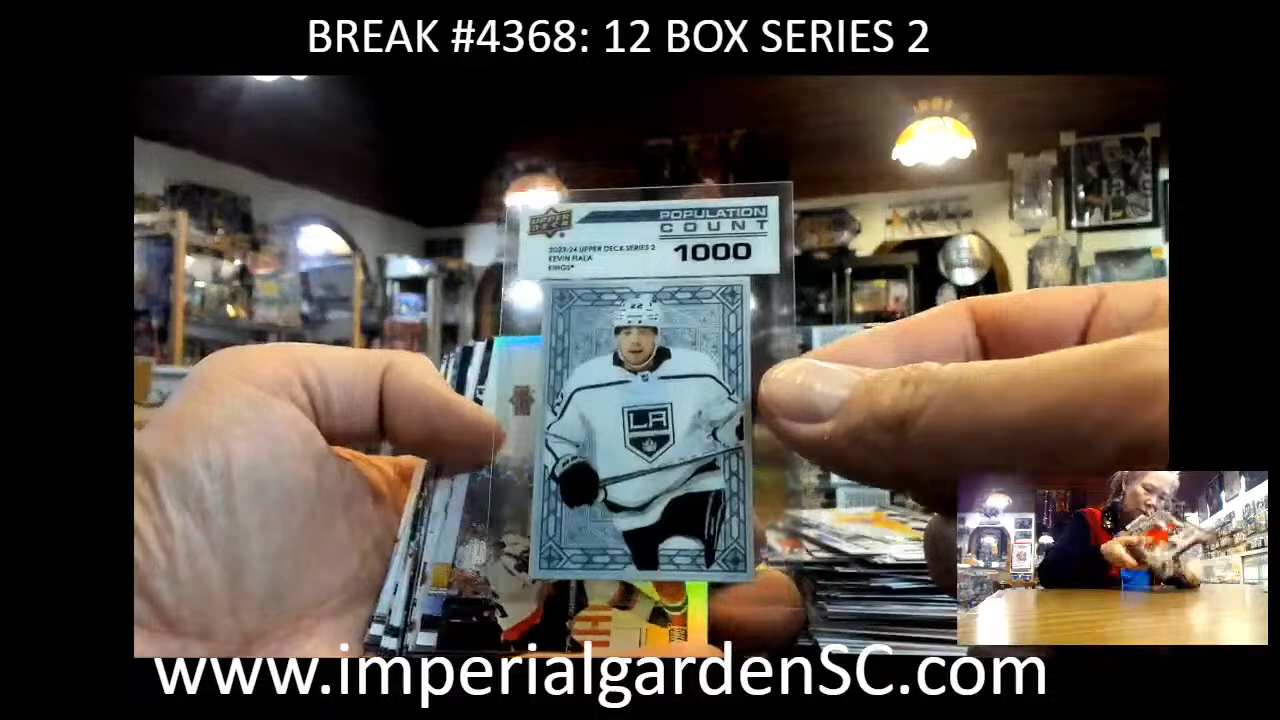 BREAK #4368: 12 BOX SERIES 2
UPPER DECK
POPULATION
COUNT
1000
2023-24 UPPER DECK SERIES 2
KEVIN FIALA
KINGS
22
LA
www.imperialgardenSC.com